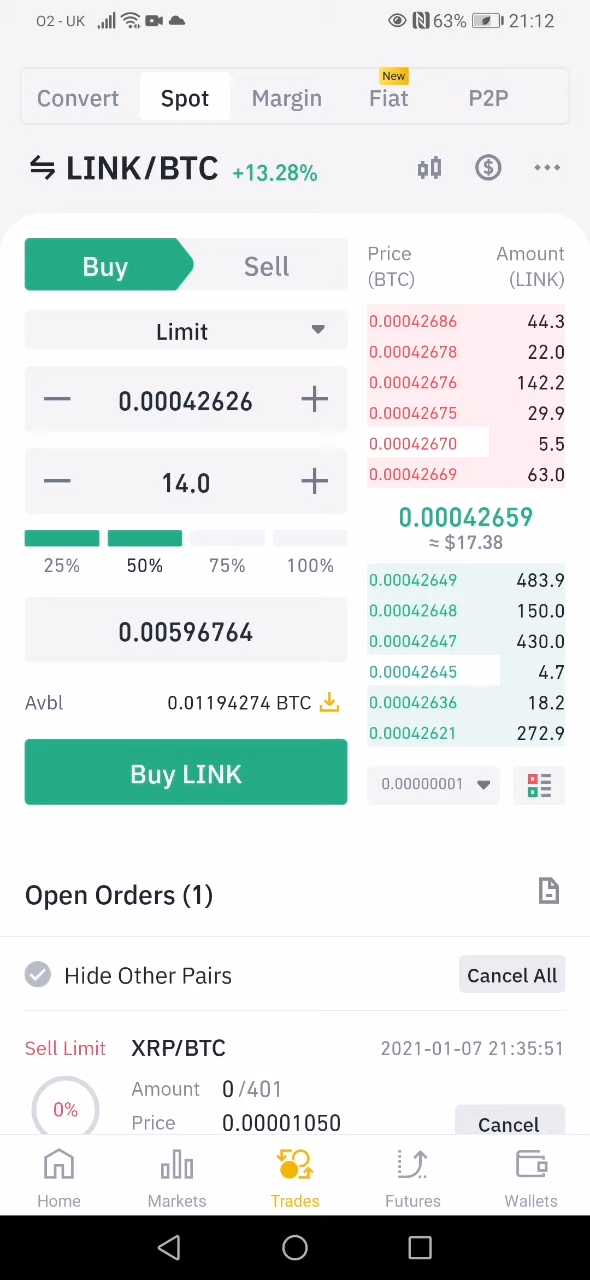 O2 - UK 63% 21:12
New
Convert Spot Margin Fiat P2P
LINK/BTC +13.28%
Buy Sell
Limit
0.00042626
14.0
25% 50% 75% 100%
0.00596764
Avbl 0.01194274 BTC
Buy LINK
Price Amount
(BTC) (LINK)
0.00042686 44.3
0.00042678 22.0
0.00042676 142.2
0.00042675 29.9
0.00042670 5.5
0.00042669 63.0
0.00042659
≈ $17.38
0.00042649 483.9
0.00042648 150.0
0.00042647 430.0
0.00042645 4.7
0.00042636 18.2
0.00042621 272.9
0.00000001
Open Orders (1)
Hide Other Pairs Cancel All
Sell Limit XRP/BTC 2021-01-07 21:35:51
0% Amount 0 /401
Price 0.00001050 Cancel
Home Markets Trades Futures Wallets